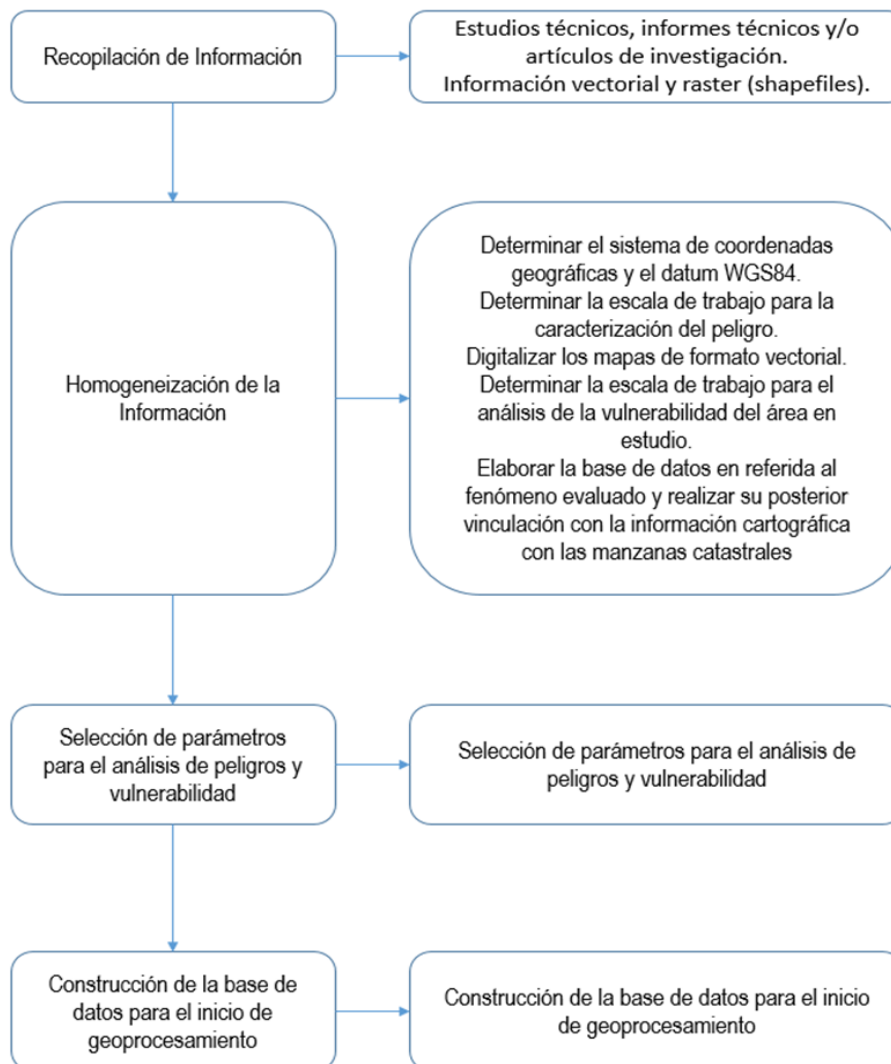 Recopilación de Información
Estudios técnicos, informes técnicos y/o
artículos de investigación.
Información vectorial y raster (shapefiles).
Homogeneización de la
Información
Determinar el sistema de coordenadas
geográficas y el datum WGS84.
Determinar la escala de trabajo para la
caracterización del peligro.
Digitalizar los mapas de formato vectorial.
Determinar la escala de trabajo para el
análisis de la vulnerabilidad del área en
estudio.
Elaborar la base de datos en referida al
fenómeno evaluado y realizar su posterior
vinculación con la información cartográfica
con las manzanas catastrales
Selección de parámetros
para el análisis de peligros y
vulnerabilidad
Selección de parámetros para el análisis de
peligros y vulnerabilidad
Construcción de la base de
datos para el inicio de
geoprocesamiento
Construcción de la base de datos para el inicio
de geoprocesamiento